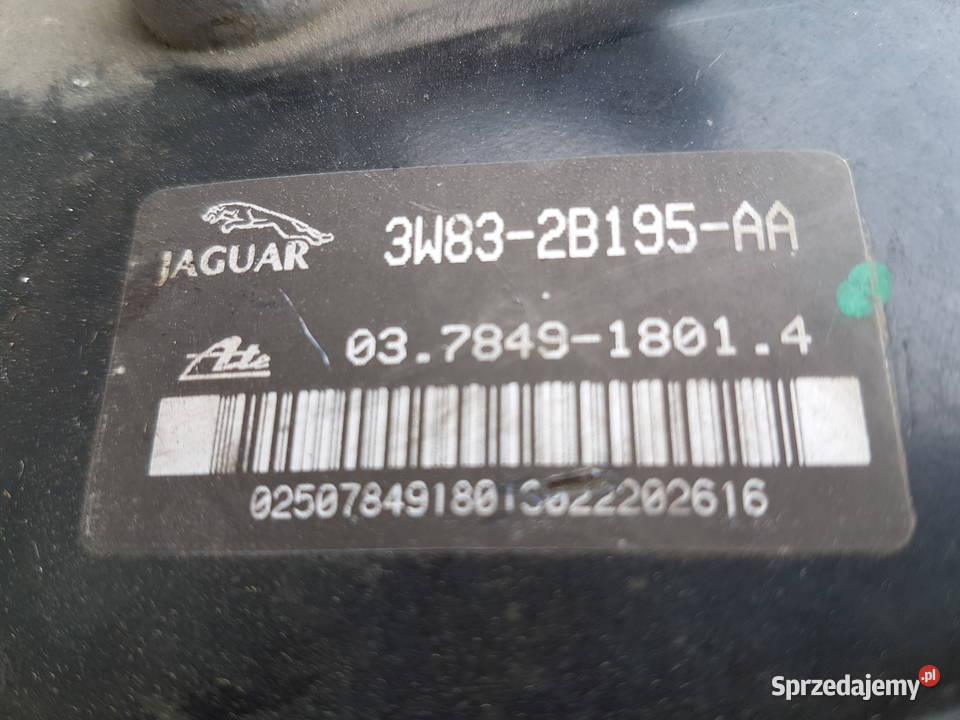 JAGUAR 3W83-2B195-AA
Ate 03.7849-1801.4
Sprzedajemy.pl